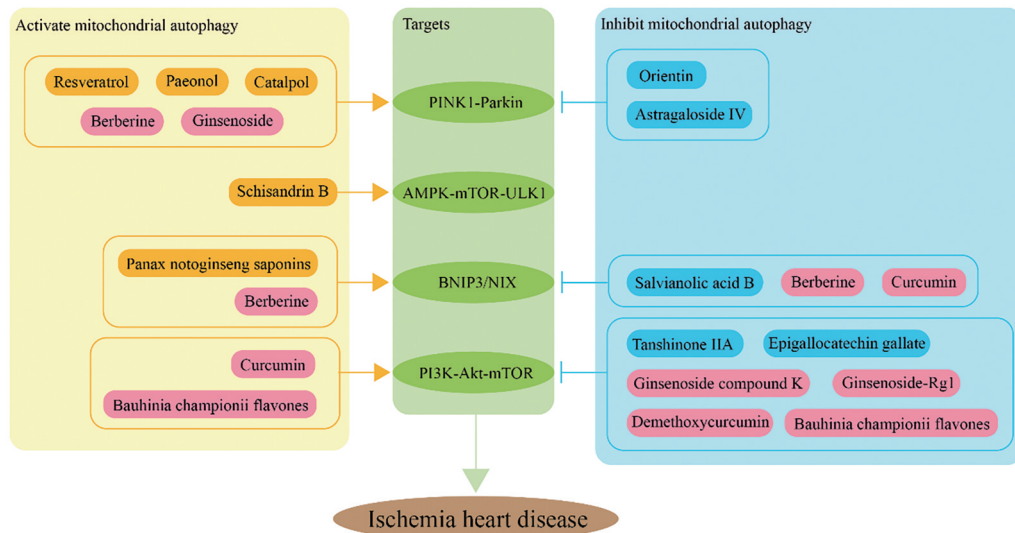 Activate mitochondrial autophagy
Targets
Inhibit mitochondrial autophagy
Resveratrol
Paeonol
Catalpol
Berberine
Ginsenoside
PINK1-Parkin
Orientin
Astragaloside IV
Schisandrin B
AMPK-mTOR-ULK1
Panax notoginseng saponins
Berberine
BNIP3/NIX
Salvianolic acid B
Berberine
Curcumin
Curcumin
Bauhinia championii flavones
PI3K-Akt-mTOR
Tanshinone IIA
Epigallocatechin gallate
Ginsenoside compound K
Ginsenoside-Rg1
Demethoxycurcumin
Bauhinia championii flavones
Ischemia heart disease